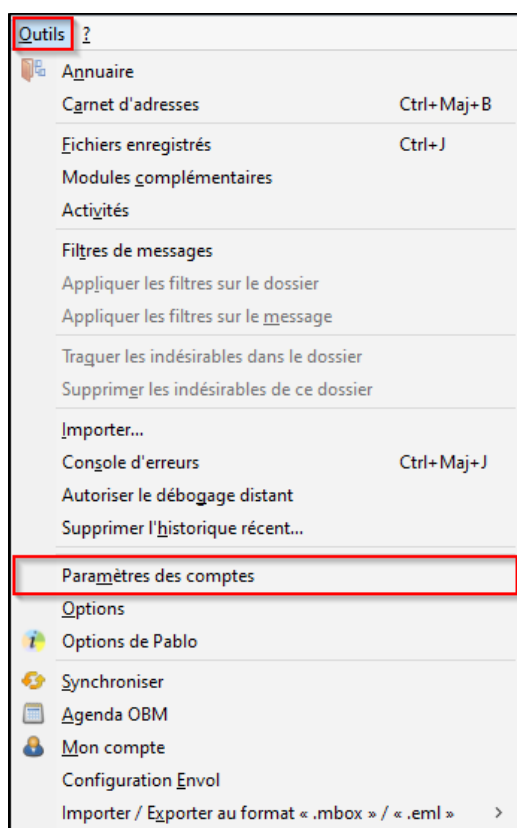 Outils ?
Annuaire
Carnet d'adresses Ctrl+Maj+B
Fichiers enregistrés Ctrl+J
Modules complémentaires
Activités
Filtres de messages
Appliquer les filtres sur le dossier
Appliquer les filtres sur le message
Traquer les indésirables dans le dossier
Supprimer les indésirables de ce dossier
Importer...
Console d'erreurs Ctrl+Maj+J
Autoriser le débogage distant
Supprimer l'historique récent...
Paramètres des comptes
Options
Options de Pablo
Synchroniser
Agenda OBM
Mon compte
Configuration Envol
Importer / Exporter au format « .mbox » / « .eml » >